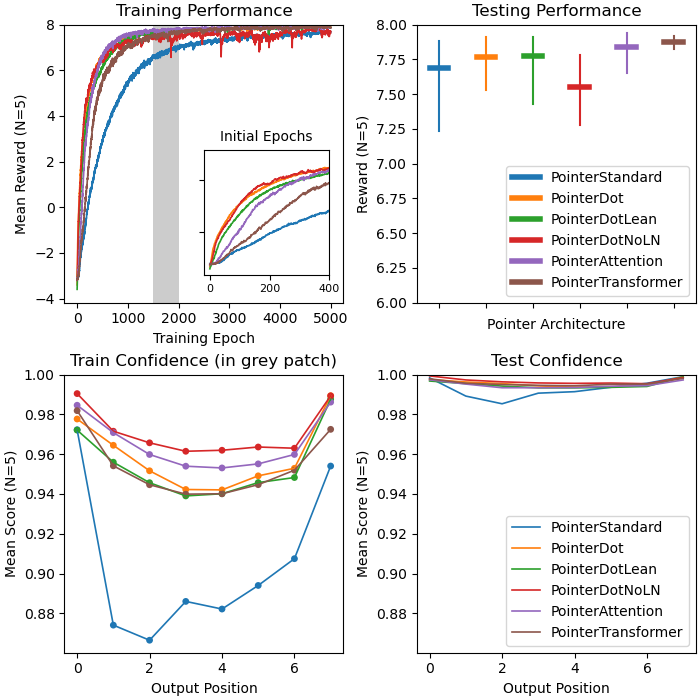 Training Performance
Mean Reward (N=5)
8
6
4
2
0
−2
−4
Initial Epochs
0 200 400
0 1000 2000 3000 4000 5000
Training Epoch
Testing Performance
Reward (N=5)
8.00
7.75
7.50
7.25
7.00
6.75
6.50
6.25
6.00
PointerStandard
PointerDot
PointerDotLean
PointerDotNoLN
PointerAttention
PointerTransformer
Pointer Architecture
Train Confidence (in grey patch)
Mean Score (N=5)
1.00
0.98
0.96
0.94
0.92
0.90
0.88
0 2 4 6
Output Position
Test Confidence
Mean Score (N=5)
1.00
0.98
0.96
0.94
0.92
0.90
0.88
PointerStandard
PointerDot
PointerDotLean
PointerDotNoLN
PointerAttention
PointerTransformer
0 2 4 6
Output Position